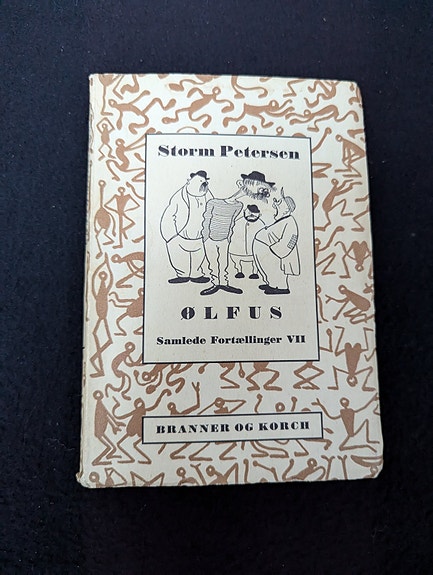 Storm Petersen
ØLFUS
Samlede Fortællinger VII
BRANNER OG KORCH